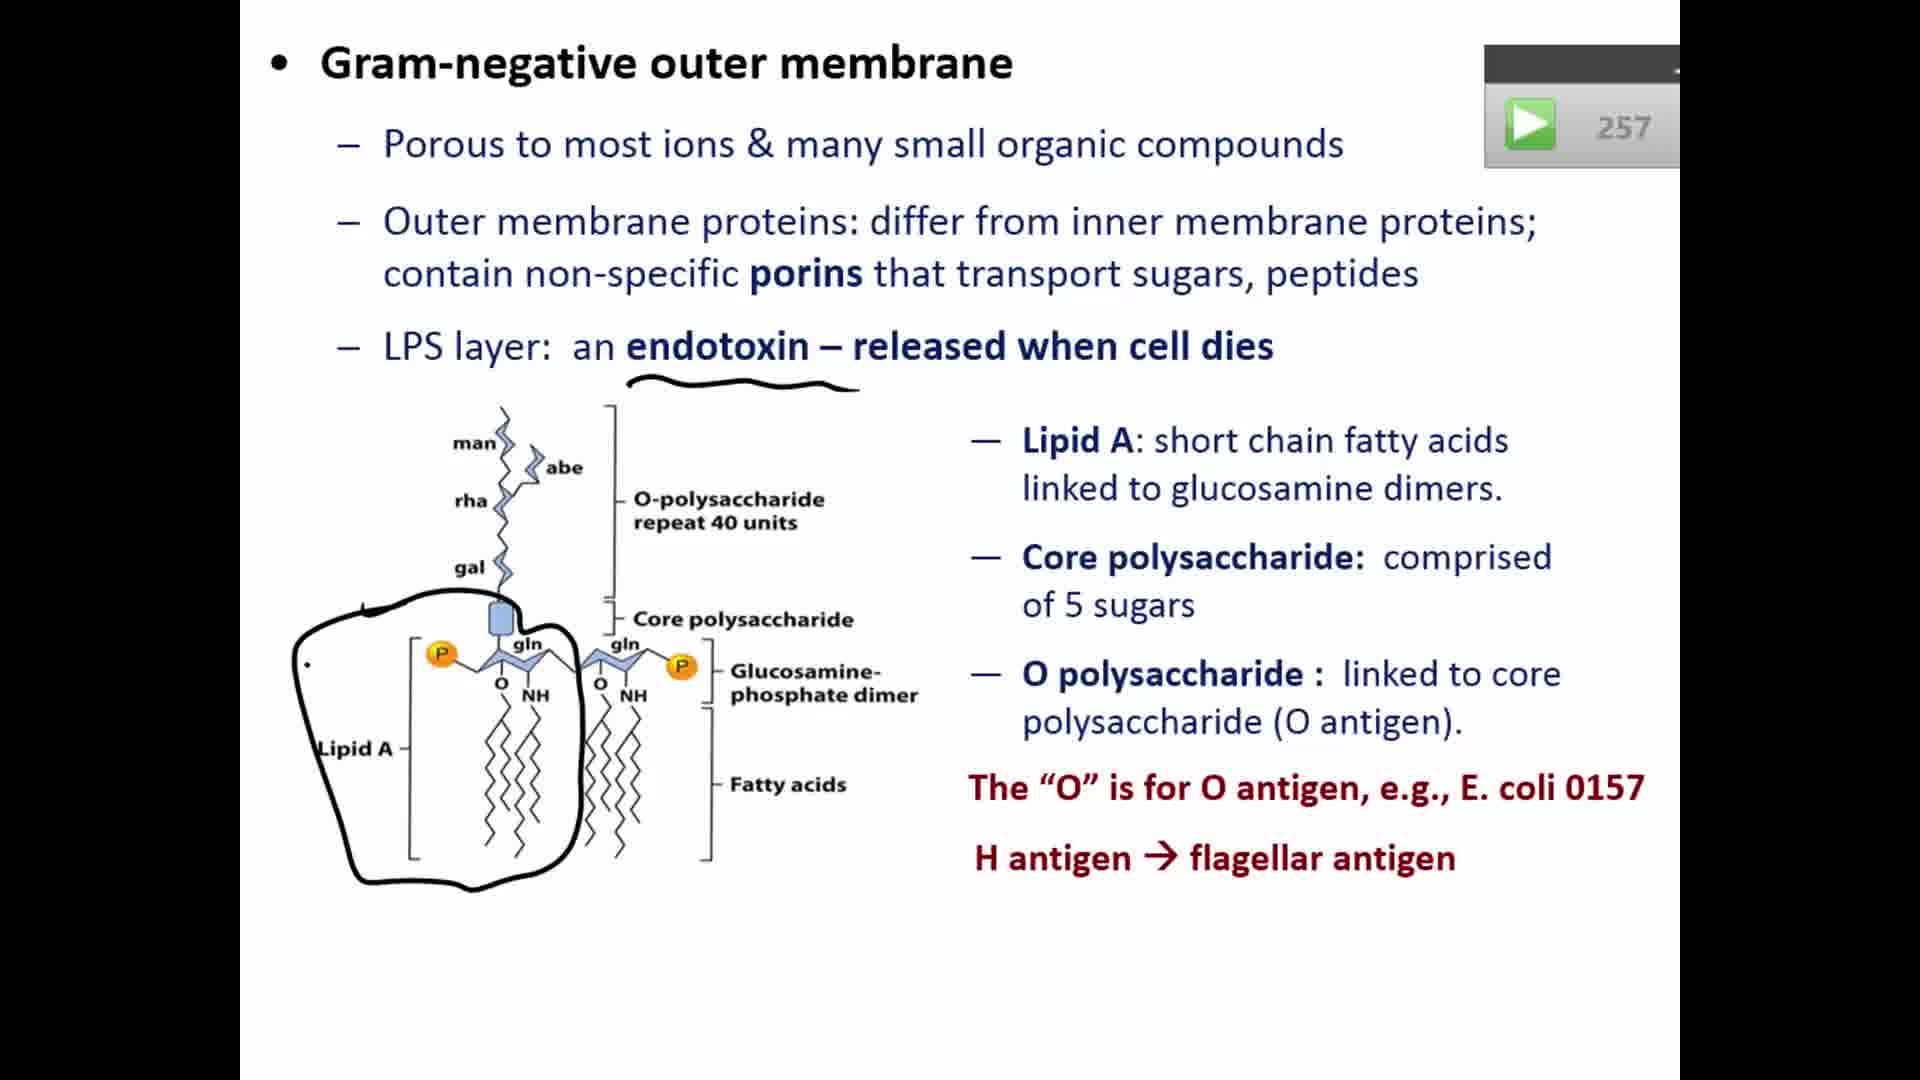 • Gram-negative outer membrane
– Porous to most ions & many small organic compounds
– Outer membrane proteins: differ from inner membrane proteins;
contain non-specific porins that transport sugars, peptides
– LPS layer: an endotoxin – released when cell dies
257
man
abe
rha
gal
O-polysaccharide
repeat 40 units
Core polysaccharide
P
gln
gln
P
O
NH
O
NH
Glucosamine-
phosphate dimer
Lipid A
Fatty acids
— Lipid A: short chain fatty acids
linked to glucosamine dimers.
— Core polysaccharide: comprised
of 5 sugars
— O polysaccharide : linked to core
polysaccharide (O antigen).
The “O” is for O antigen, e.g., E. coli 0157
H antigen → flagellar antigen